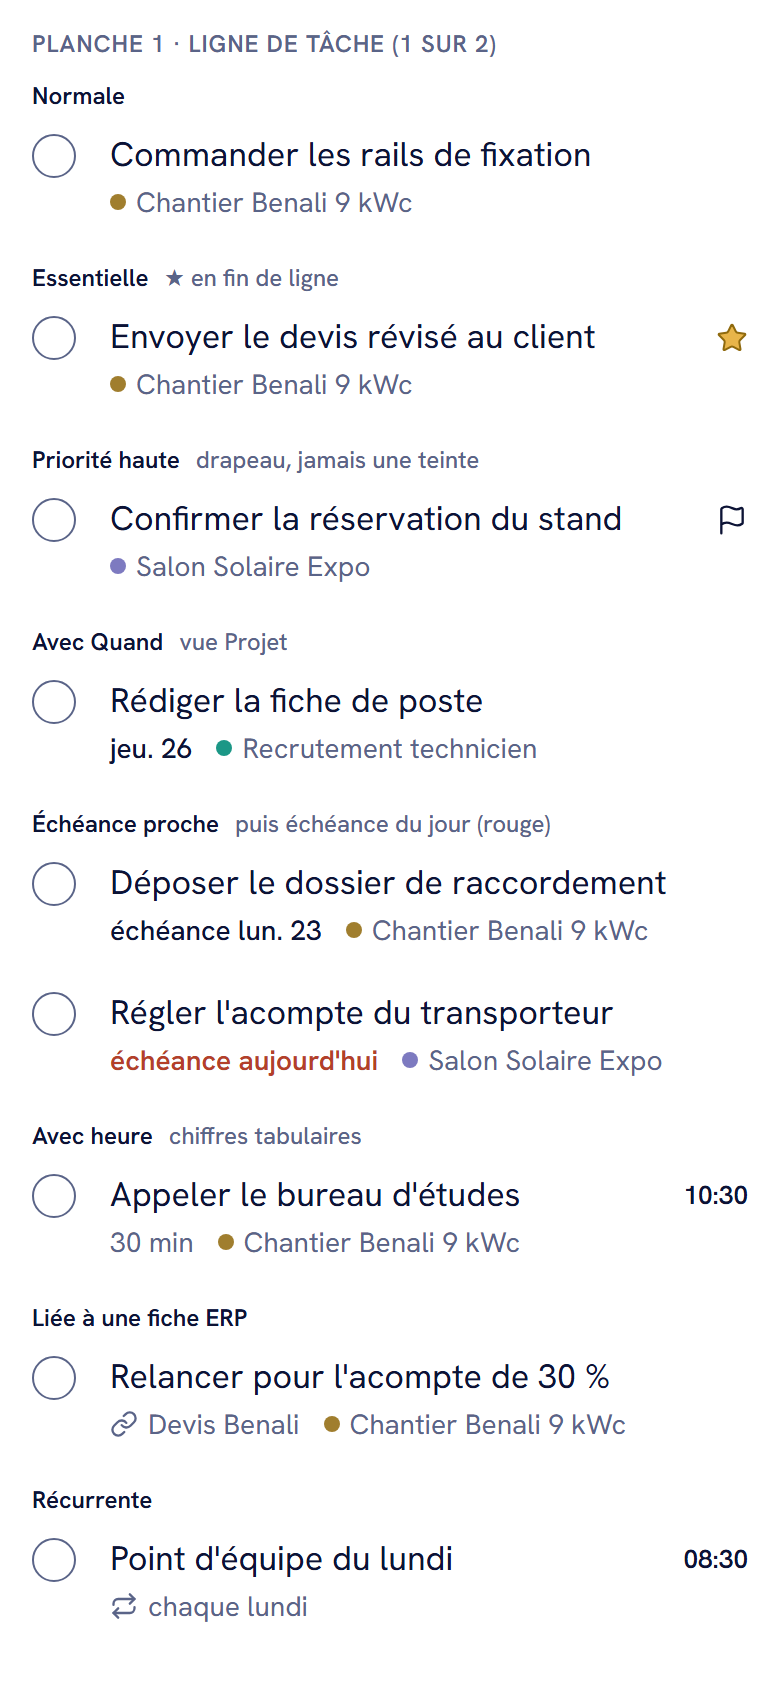 PLANCHE 1 · LIGNE DE TÂCHE (1 SUR 2)
Normale
Commander les rails de fixation
Chantier Benali 9 kWc
Essentielle ★ en fin de ligne
Envoyer le devis révisé au client
Chantier Benali 9 kWc
Priorité haute drapeau, jamais une teinte
Confirmer la réservation du stand
Salon Solaire Expo
Avec Quand vue Projet
Rédiger la fiche de poste
jeu. 26 Recrutement technicien
Échéance proche puis échéance du jour (rouge)
Déposer le dossier de raccordement
échéance lun. 23 Chantier Benali 9 kWc
Régler l'acompte du transporteur
échéance aujourd'hui Salon Solaire Expo
Avec heure chiffres tabulaires
Appeler le bureau d'études 10:30
30 min Chantier Benali 9 kWc
Liée à une fiche ERP
Relancer pour l'acompte de 30 %
Devis Benali Chantier Benali 9 kWc
Récurrente
Point d'équipe du lundi 08:30
chaque lundi